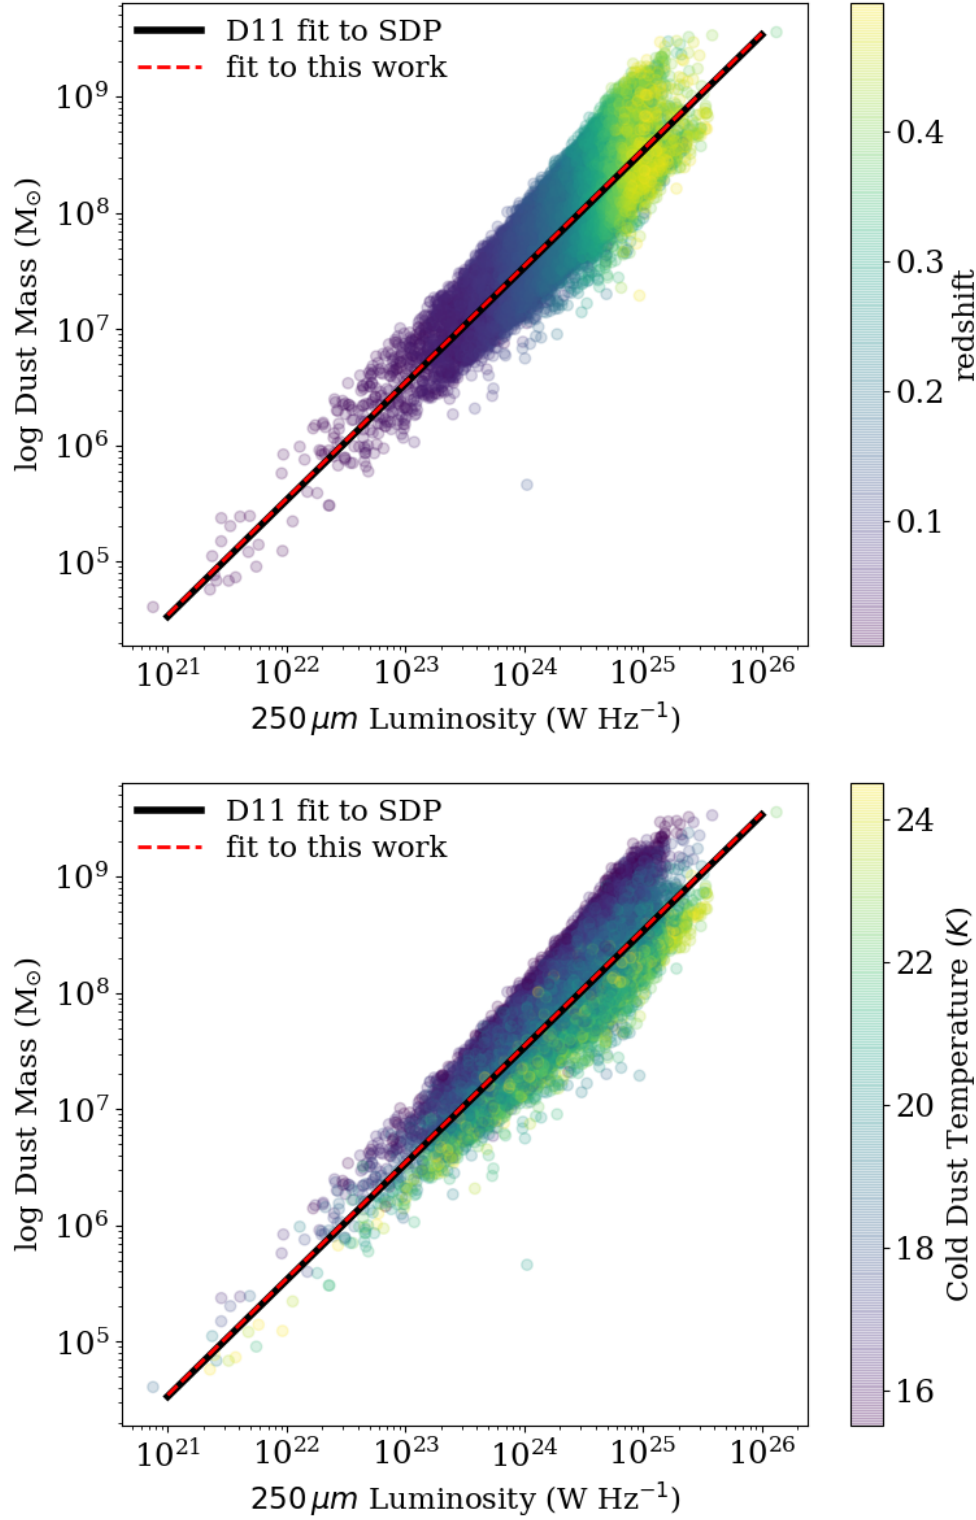 D11 fit to SDP
fit to this work
10⁹
10⁸
10⁷
10⁶
10⁵
log Dust Mass (M☉)
10²¹ 10²² 10²³ 10²⁴ 10²⁵ 10²⁶
250 μm Luminosity (W Hz⁻¹)
0.4
0.3
0.2
0.1
redshift
D11 fit to SDP
fit to this work
10⁹
10⁸
10⁷
10⁶
10⁵
log Dust Mass (M☉)
10²¹ 10²² 10²³ 10²⁴ 10²⁵ 10²⁶
250 μm Luminosity (W Hz⁻¹)
24
22
20
18
16
Cold Dust Temperature (K)